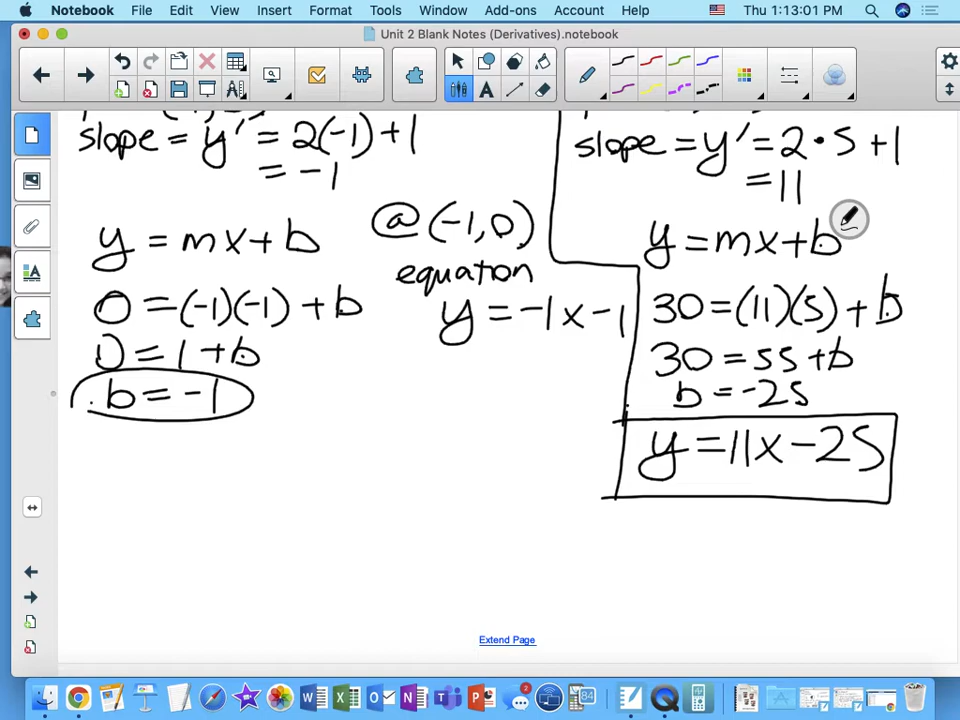 Notebook File Edit View Insert Format Tools Window Add-ons Account Help Thu 1:13:01 PM
Unit 2 Blank Notes (Derivatives).notebook
slope = y' = 2(-1)+1
= -1
y = mx + b
0 = (-1)(-1) + b
0 = 1 + b
b = -1
@ (-1,0)
equation
y = -1x -1
slope = y' = 2 • 5 +1
= 11
y = mx+b
30 = (11)(5) + b
30 = 55 + b
b = -25
y = 11x - 25
Extend Page